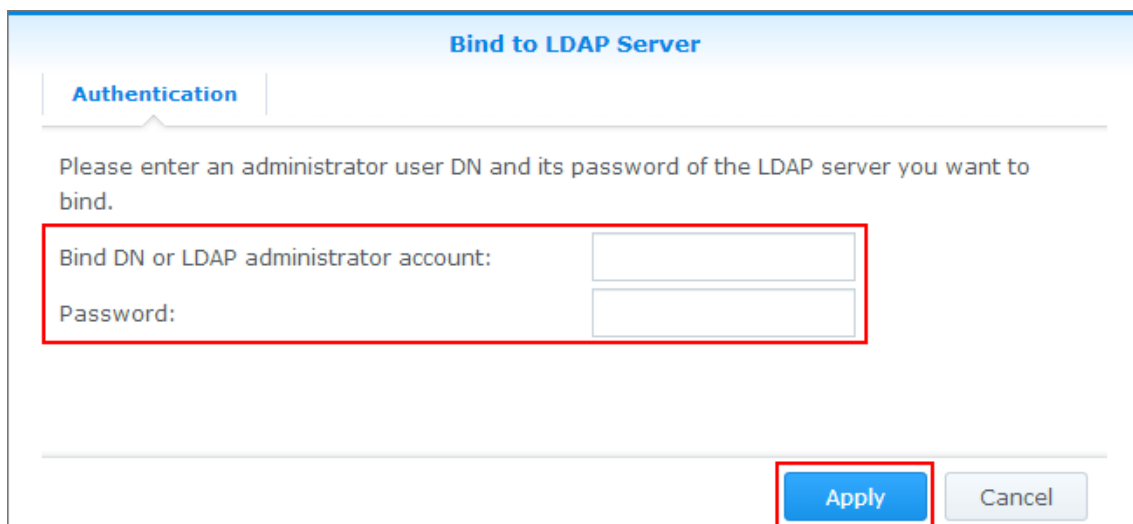 Bind to LDAP Server
Authentication
Please enter an administrator user DN and its password of the LDAP server you want to
bind.
Bind DN or LDAP administrator account:
Password:
Apply Cancel